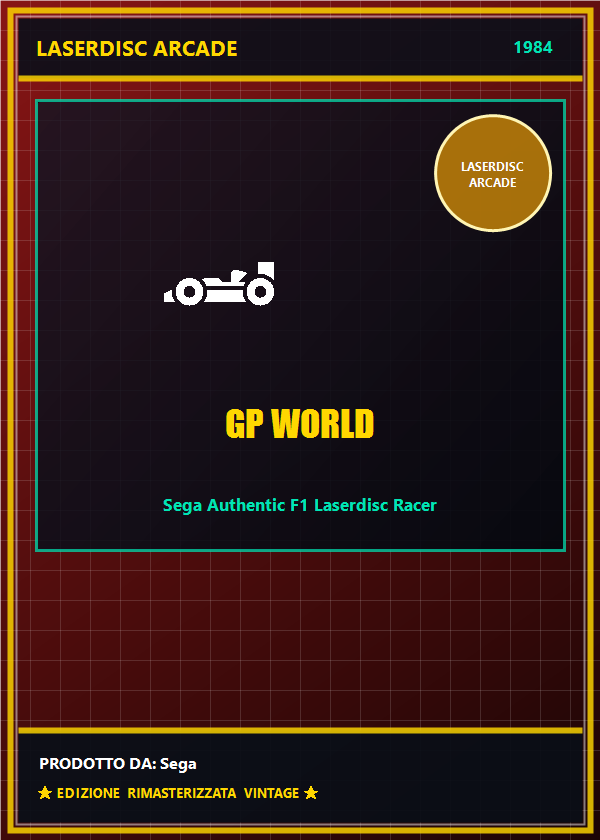 LASERDISC ARCADE
1984
LASERDISC
ARCADE
GP WORLD
Sega Authentic F1 Laserdisc Racer
PRODOTTO DA: Sega
★ EDIZIONE RIMASTERIZZATA VINTAGE ★